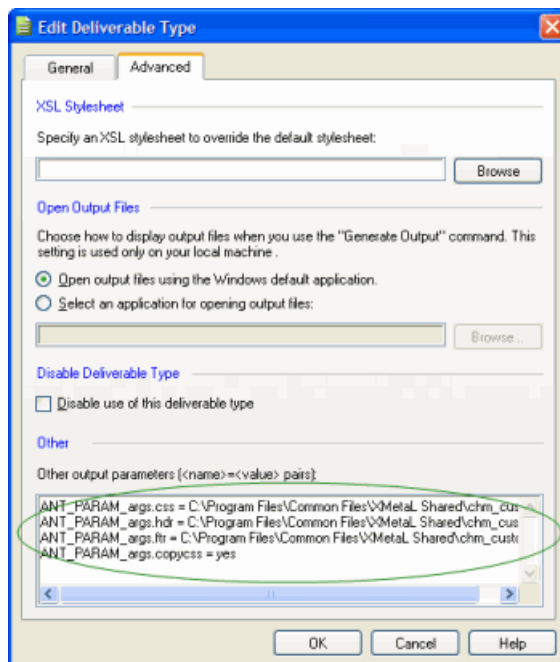 Edit Deliverable Type
General
Advanced
XSL Stylesheet
Specify an XSL stylesheet to override the default stylesheet:
Browse
Open Output Files
Choose how to display output files when you use the "Generate Output" command. This
setting is used only on your local machine .
Open output files using the Windows default application.
Select an application for opening output files:
Browse...
Disable Deliverable Type
Disable use of this deliverable type
Other
Other output parameters (<name>=<value> pairs):
ANT_PARAM_args.css = C:\Program Files\Common Files\XMetaL Shared\chm_cus
ANT_PARAM_args.hdr = C:\Program Files\Common Files\XMetaL Shared\chm_cus
ANT_PARAM_args.ftr = C:\Program Files\Common Files\XMetaL Shared\chm_custo
ANT_PARAM_args.copycss = yes
OK
Cancel
Help